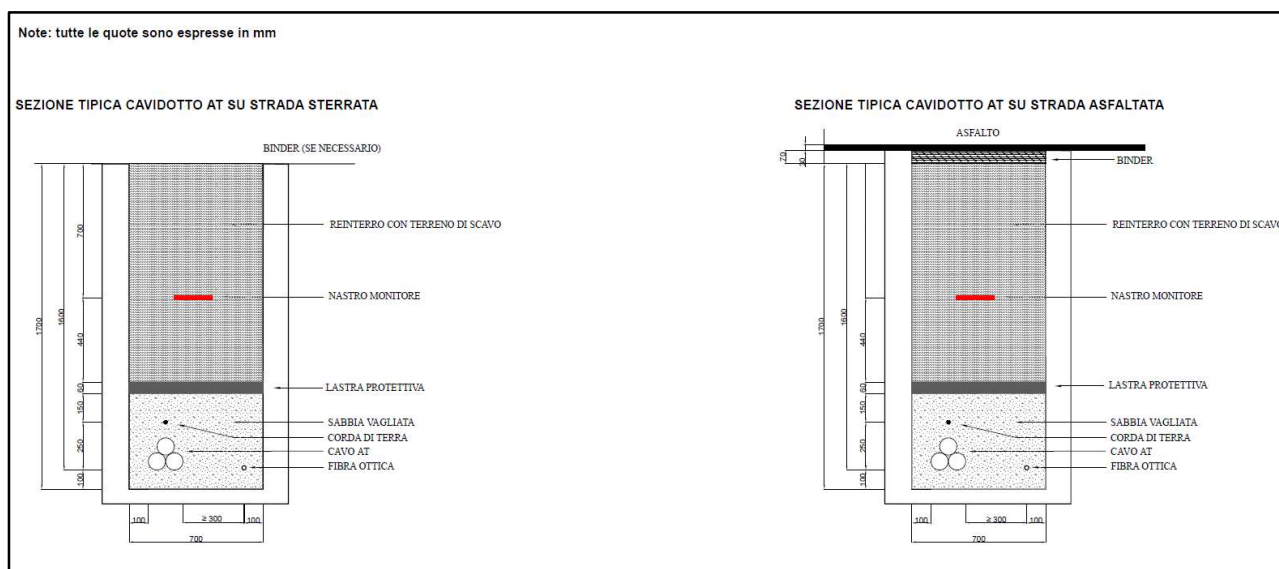 Note: tutte le quote sono espresse in mm
SEZIONE TIPICA CAVIDOTTO AT SU STRADA STERRATA
BINDER (SE NECESSARIO)
REINTERRO CON TERRENO DI SCAVO
NASTRO MONITORE
LASTRA PROTETTIVA
SABBIA VAGLIATA
CORDA DI TERRA
CAVO AT
FIBRA OTTICA
1700
1600
700
440
60
150
250
100
100
≥ 300
100
700
SEZIONE TIPICA CAVIDOTTO AT SU STRADA ASFALTATA
ASFALTO
BINDER
REINTERRO CON TERRENO DI SCAVO
NASTRO MONITORE
LASTRA PROTETTIVA
SABBIA VAGLIATA
CORDA DI TERRA
CAVO AT
FIBRA OTTICA
70
30
1700
1600
440
60
150
250
100
100
≥ 300
100
700